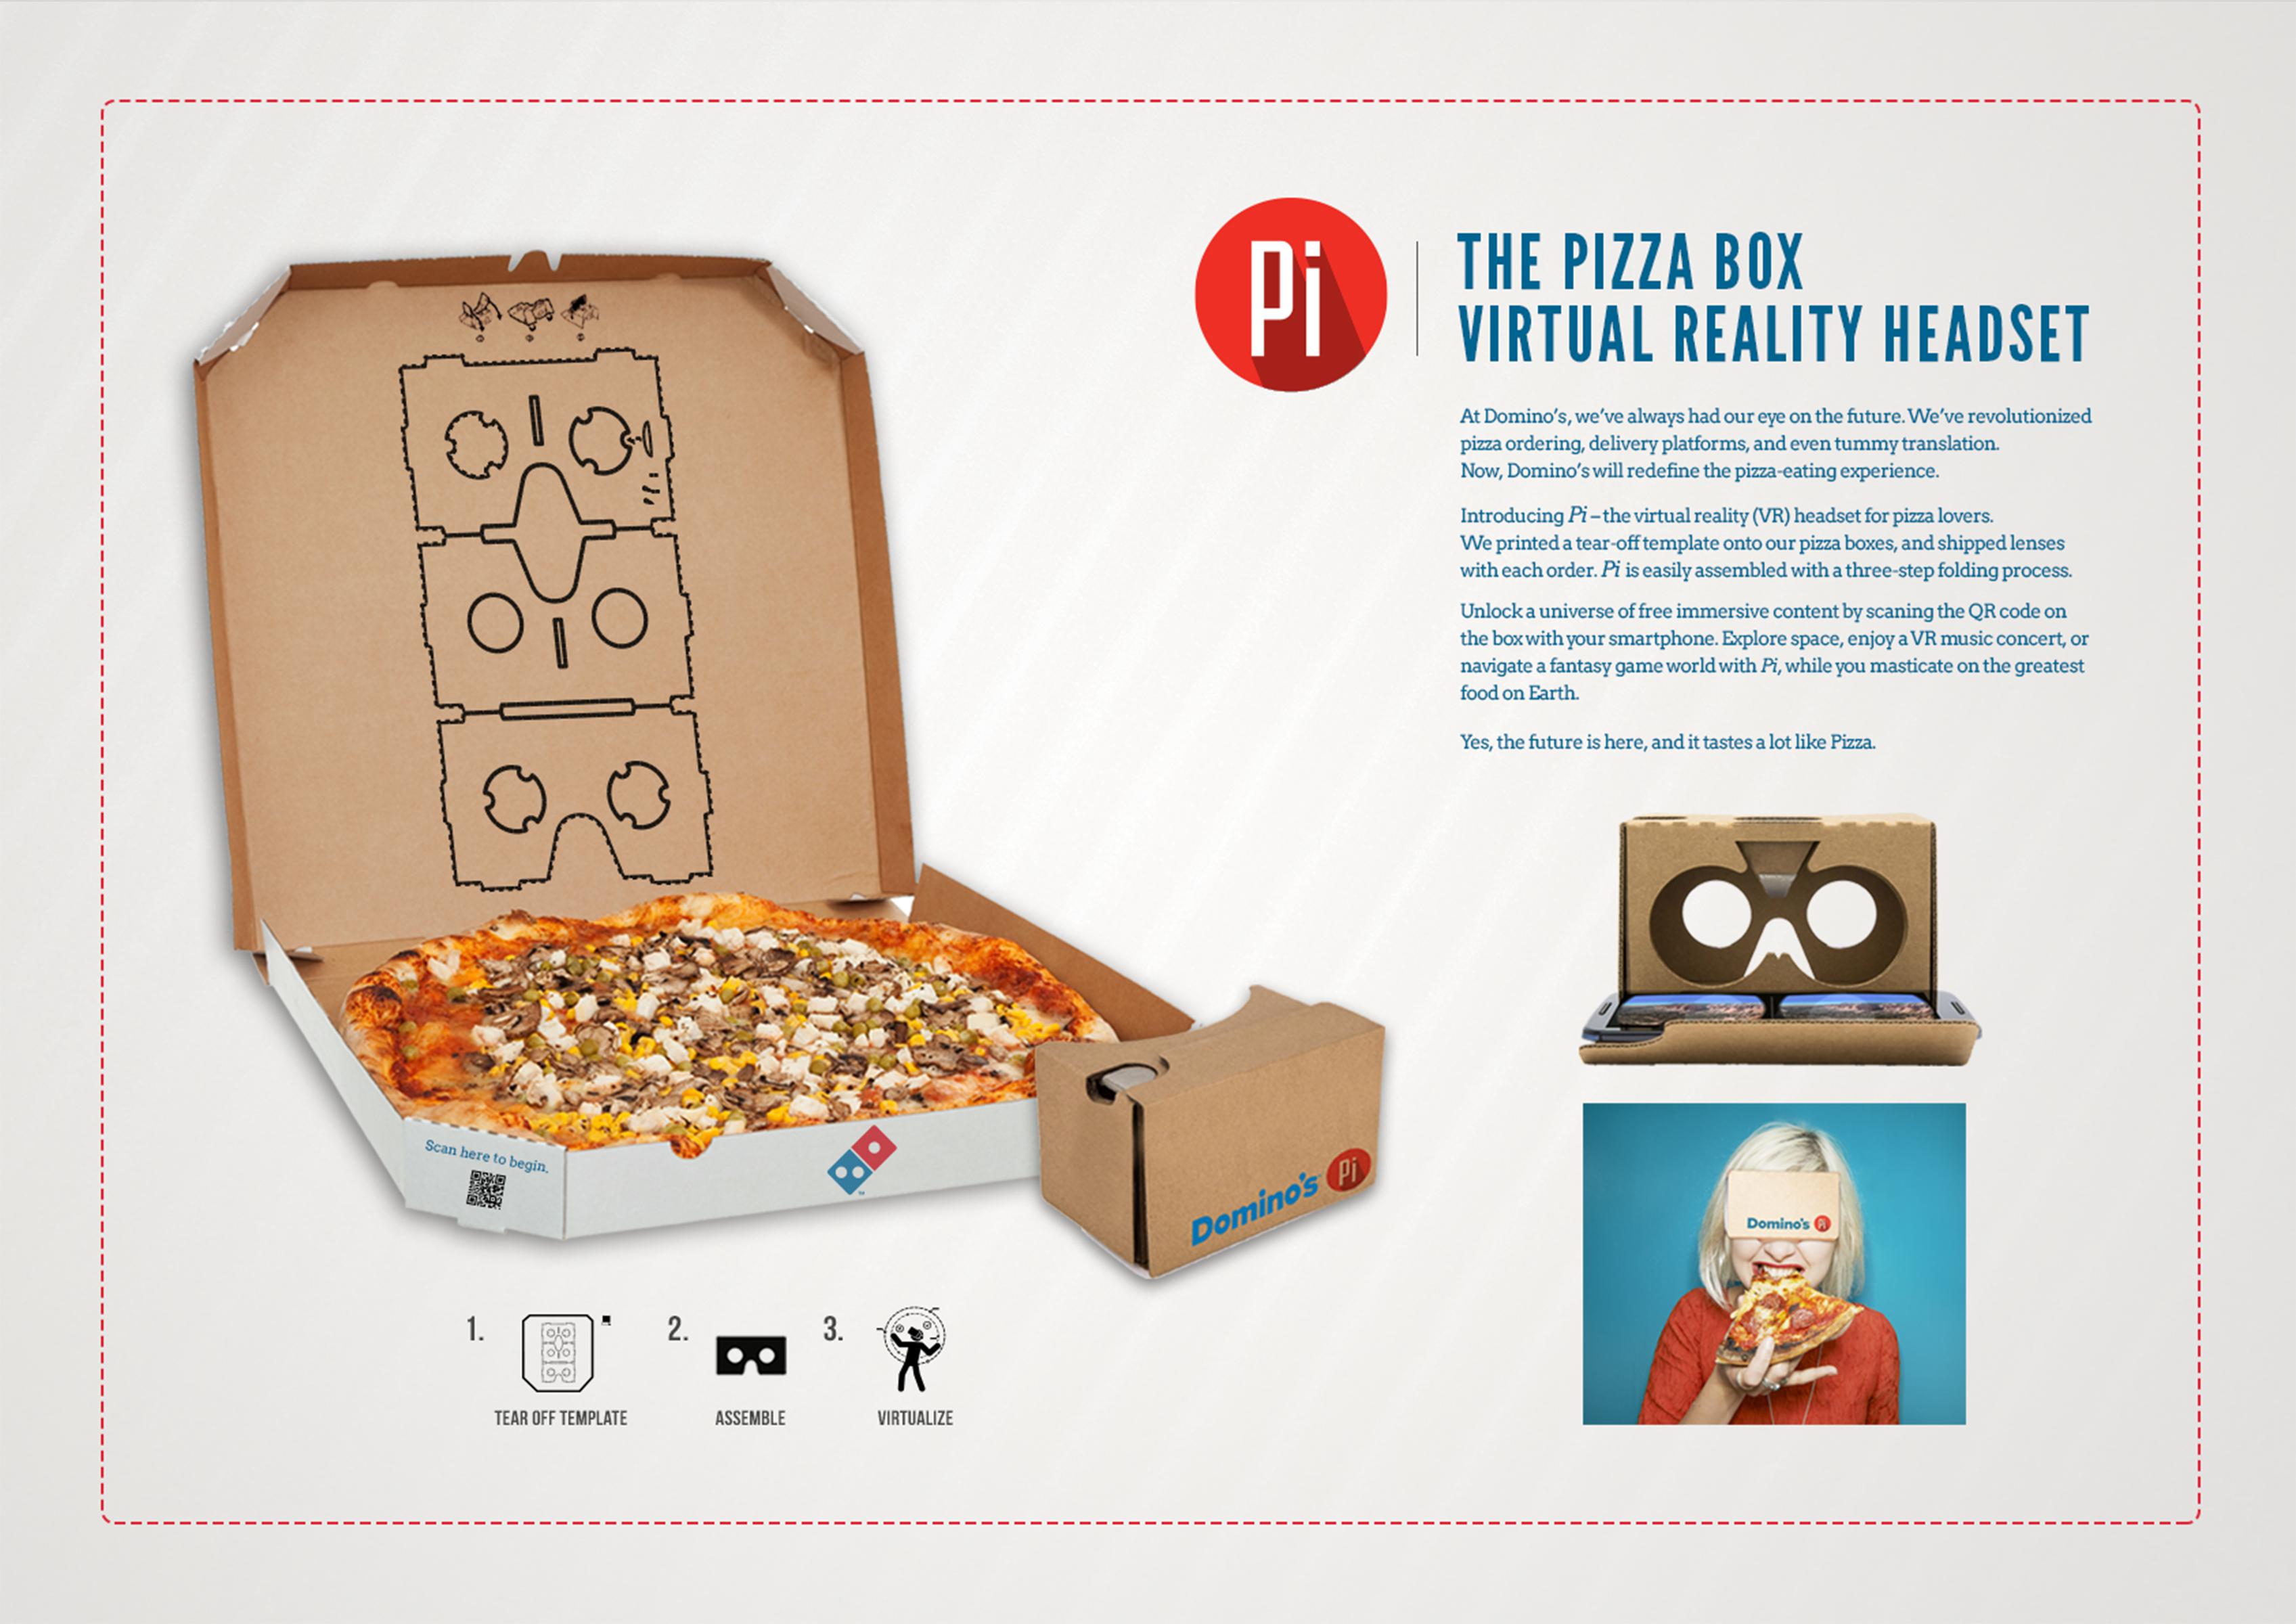 Pi
THE PIZZA BOX
VIRTUAL REALITY HEADSET
At Domino's, we've always had our eye on the future. We've revolutionized
pizza ordering, delivery platforms, and even tummy translation.
Now, Domino's will redefine the pizza-eating experience.
Introducing Pi – the virtual reality (VR) headset for pizza lovers.
We printed a tear-off template onto our pizza boxes, and shipped lenses
with each order. Pi is easily assembled with a three-step folding process.
Unlock a universe of free immersive content by scaning the QR code on
the box with your smartphone. Explore space, enjoy a VR music concert, or
navigate a fantasy game world with Pi, while you masticate on the greatest
food on Earth.
Yes, the future is here, and it tastes a lot like Pizza.
Scan here to begin.
Domino's Pi
Domino's Pi
1.
2.
3.
TEAR OFF TEMPLATE
ASSEMBLE
VIRTUALIZE